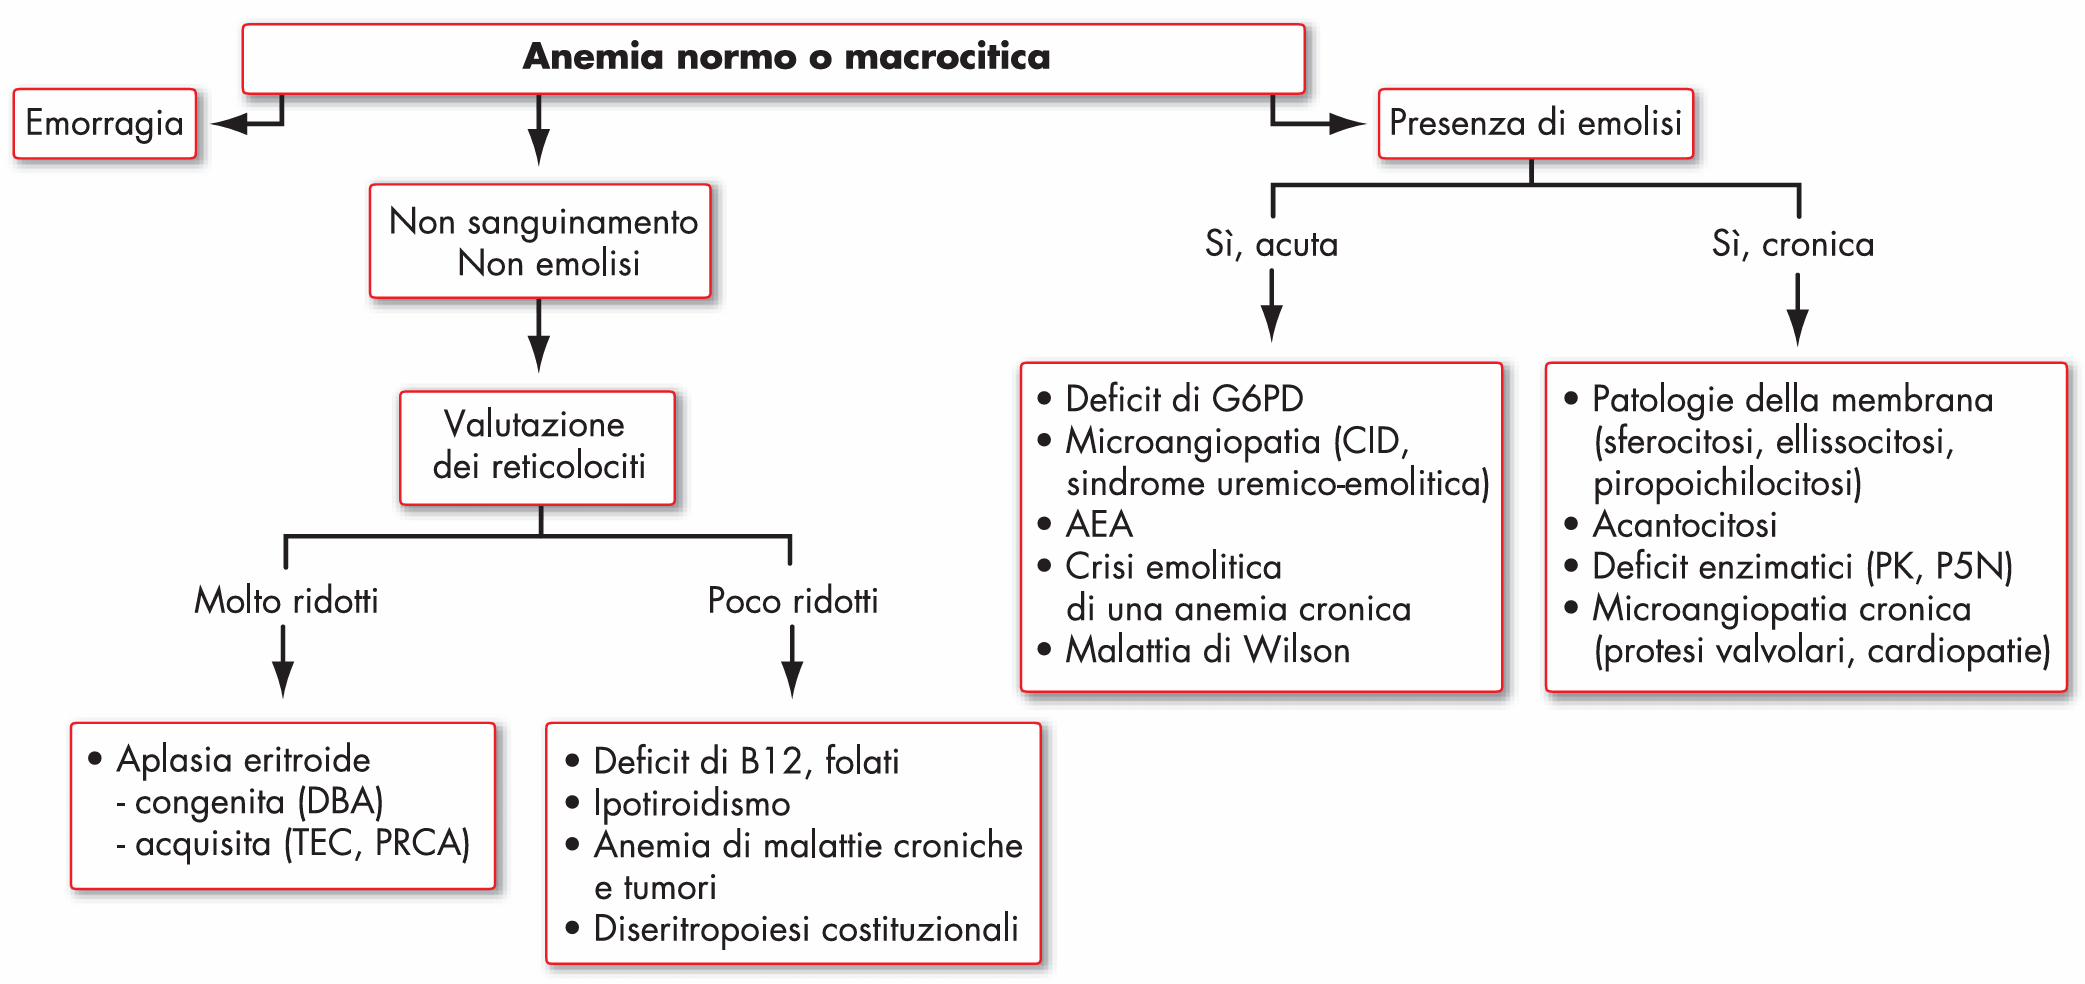 Anemia normo o macrocitica
Emorragia
Presenza di emolisi
Non sanguinamento
Non emolisi
Sì, acuta
Sì, cronica
Valutazione
dei reticolociti
Molto ridotti
Poco ridotti
• Deficit di G6PD
• Microangiopatia (CID,
sindrome uremico-emolitica)
• AEA
• Crisi emolitica
di una anemia cronica
• Malattia di Wilson
• Patologie della membrana
(sferocitosi, ellissocitosi,
piropoichilocitosi)
• Acantocitosi
• Deficit enzimatici (PK, P5N)
• Microangiopatia cronica
(protesi valvolari, cardiopatie)
• Aplasia eritroide
- congenita (DBA)
- acquisita (TEC, PRCA)
• Deficit di B12, folati
• Ipotiroidismo
• Anemia di malattie croniche
e tumori
• Diseritropoiesi costituzionali